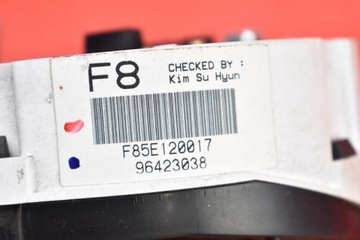 F8 CHECKED BY :
Kim Su Hyun
F85E120017
96423038